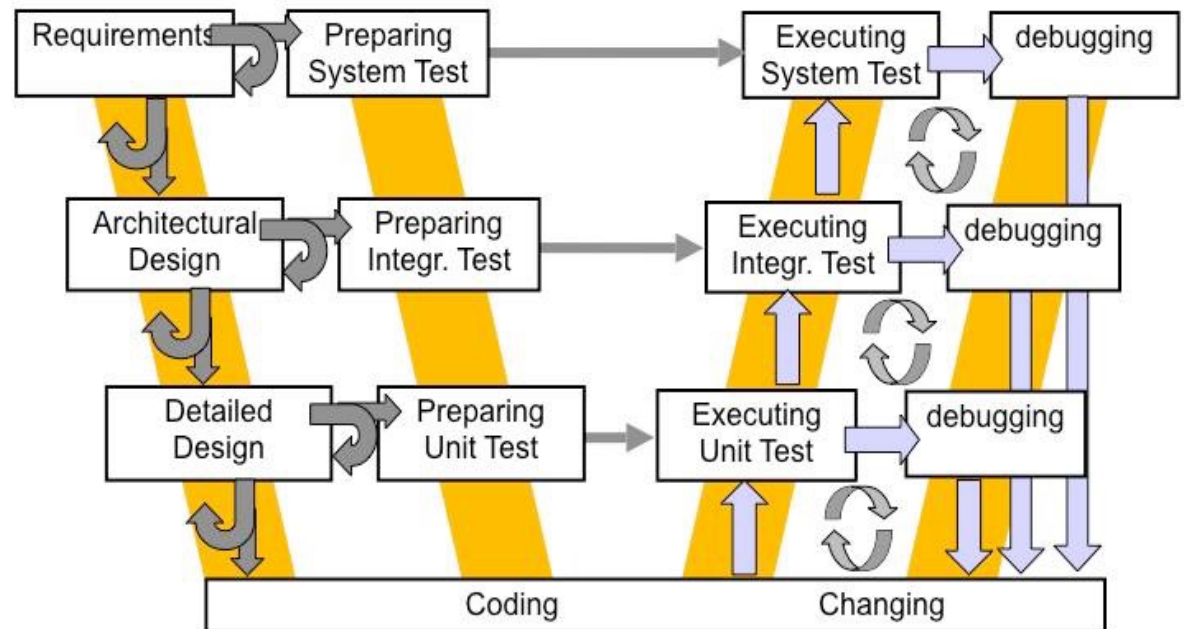 Requirements
Preparing
System Test
Executing
System Test
debugging
Architectural
Design
Preparing
Integr. Test
Executing
Integr. Test
debugging
Detailed
Design
Preparing
Unit Test
Executing
Unit Test
debugging
Coding
Changing